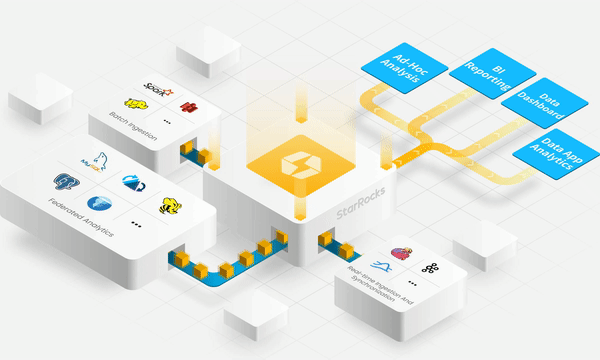 Ad-Hoc
Analysis
BI
Reporting
Data
Dashboard
Data App
Analytics
Spark
...
Batch Ingestion
MySQL
...
Federated Analytics
StarRocks
...
Real-time Ingestion And
Synchronization